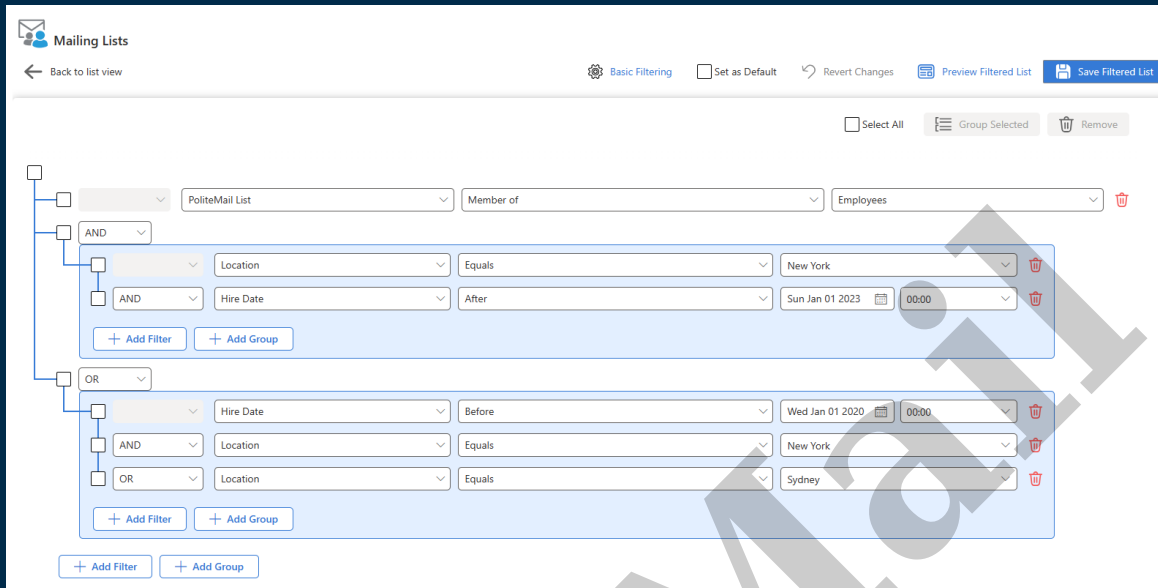 Mailing Lists
Back to list view Basic Filtering Set as Default Revert Changes Preview Filtered List Save Filtered List
Select All Group Selected Remove
PoliteMail List Member of Employees
AND
Location Equals New York
AND Hire Date After Sun Jan 01 2023 00:00
+ Add Filter + Add Group
OR
Hire Date Before Wed Jan 01 2020 00:00
AND Location Equals New York
OR Location Equals Sydney
+ Add Filter + Add Group
+ Add Filter + Add Group
Mail